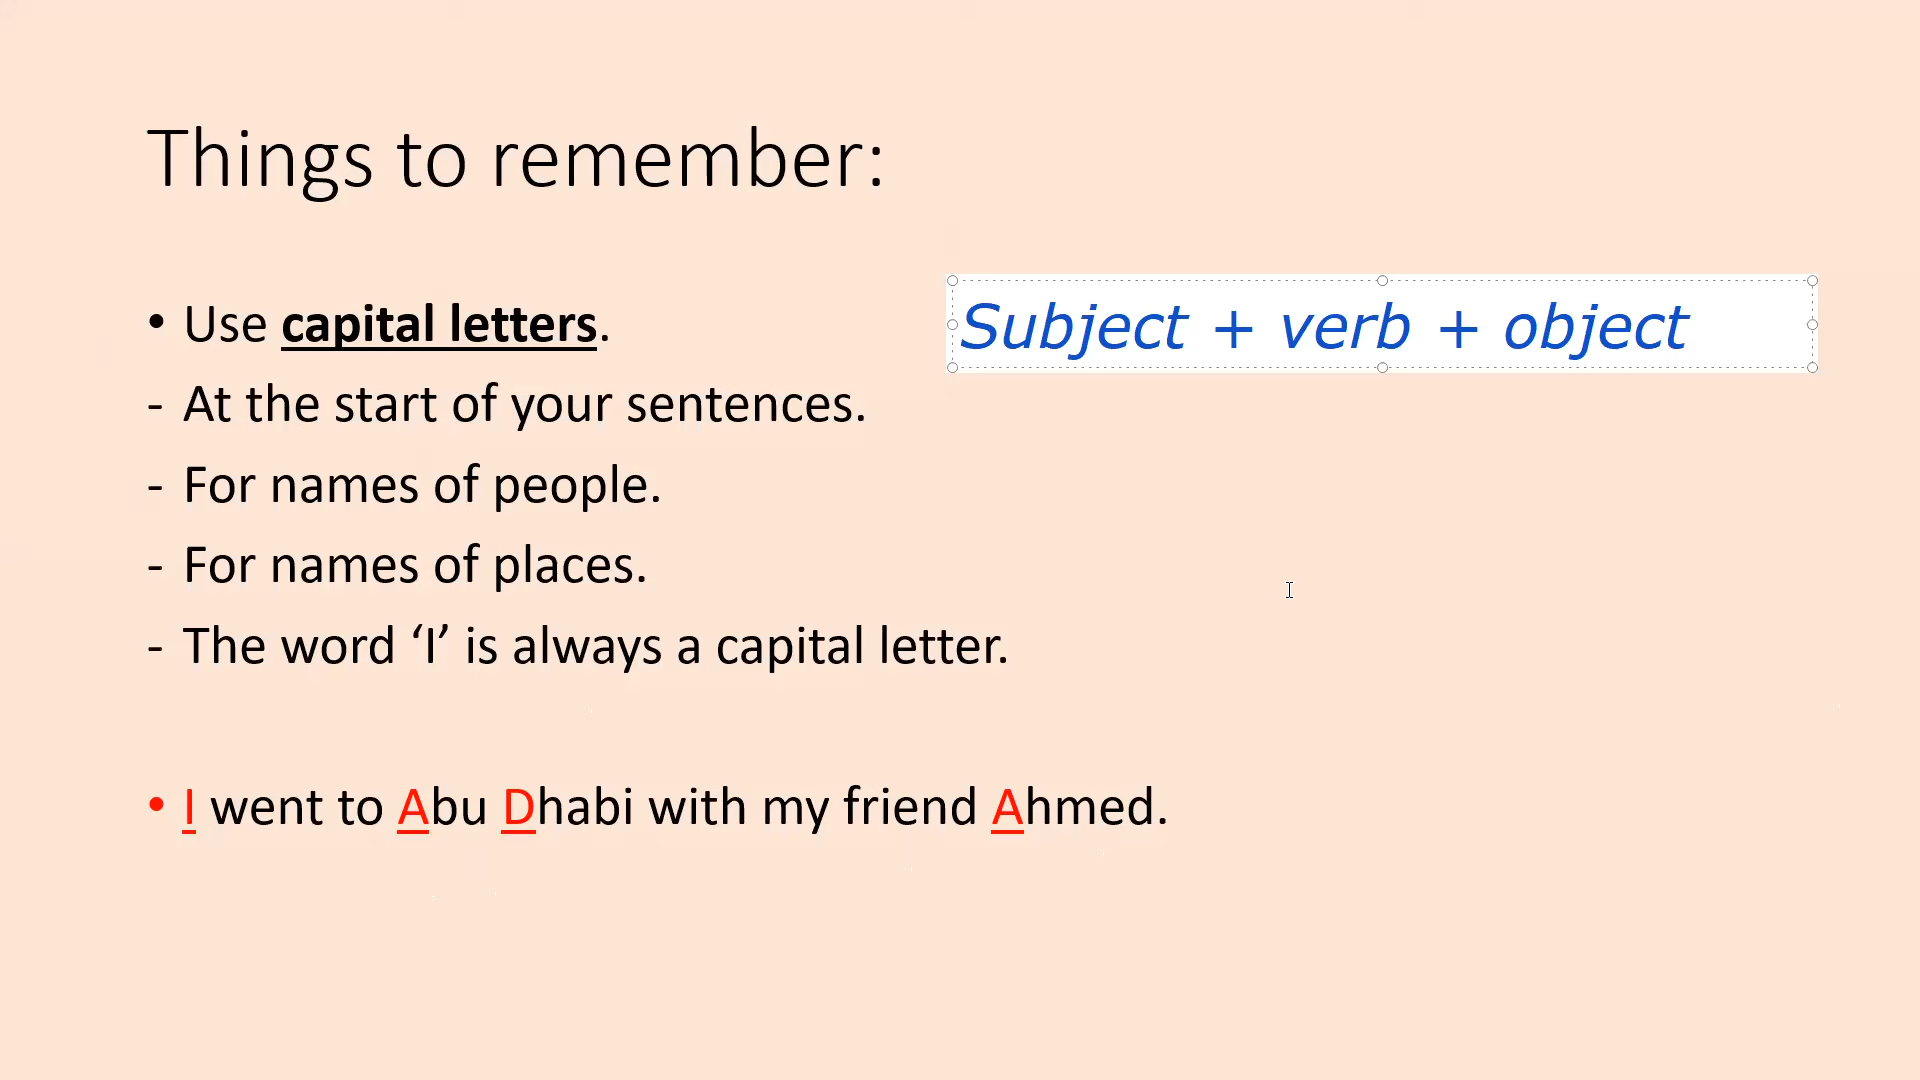 Things to remember:
• Use capital letters.
Subject + verb + object
- At the start of your sentences.
- For names of people.
- For names of places.
- The word ‘I’ is always a capital letter.
• I went to Abu Dhabi with my friend Ahmed.